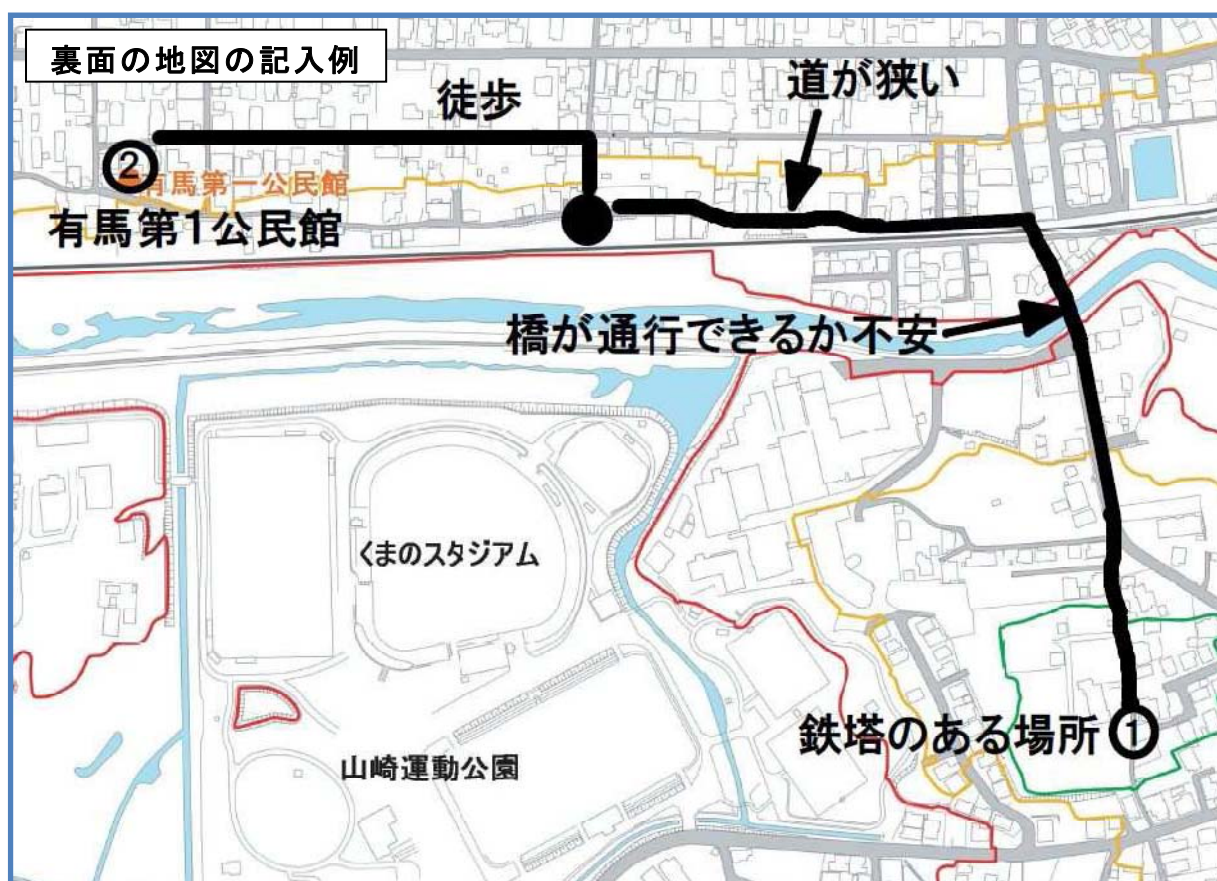 裏面の地図の記入例
徒歩
道が狭い
②
有馬第一公民館
有馬第1公民館
橋が通行できるか不安
くまのスタジアム
鉄塔のある場所①
山崎運動公園